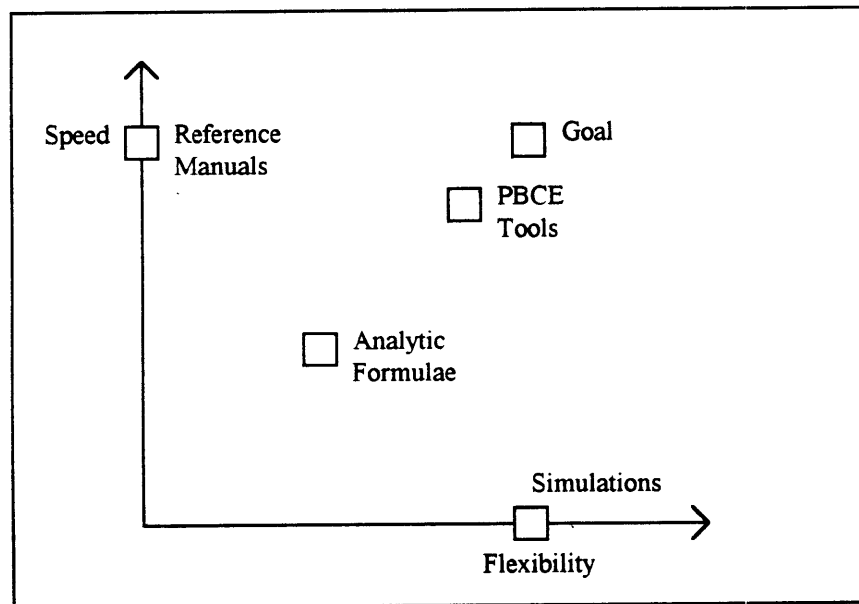 Speed
Reference
Manuals
Goal
PBCE
Tools
Analytic
Formulae
Simulations
Flexibility